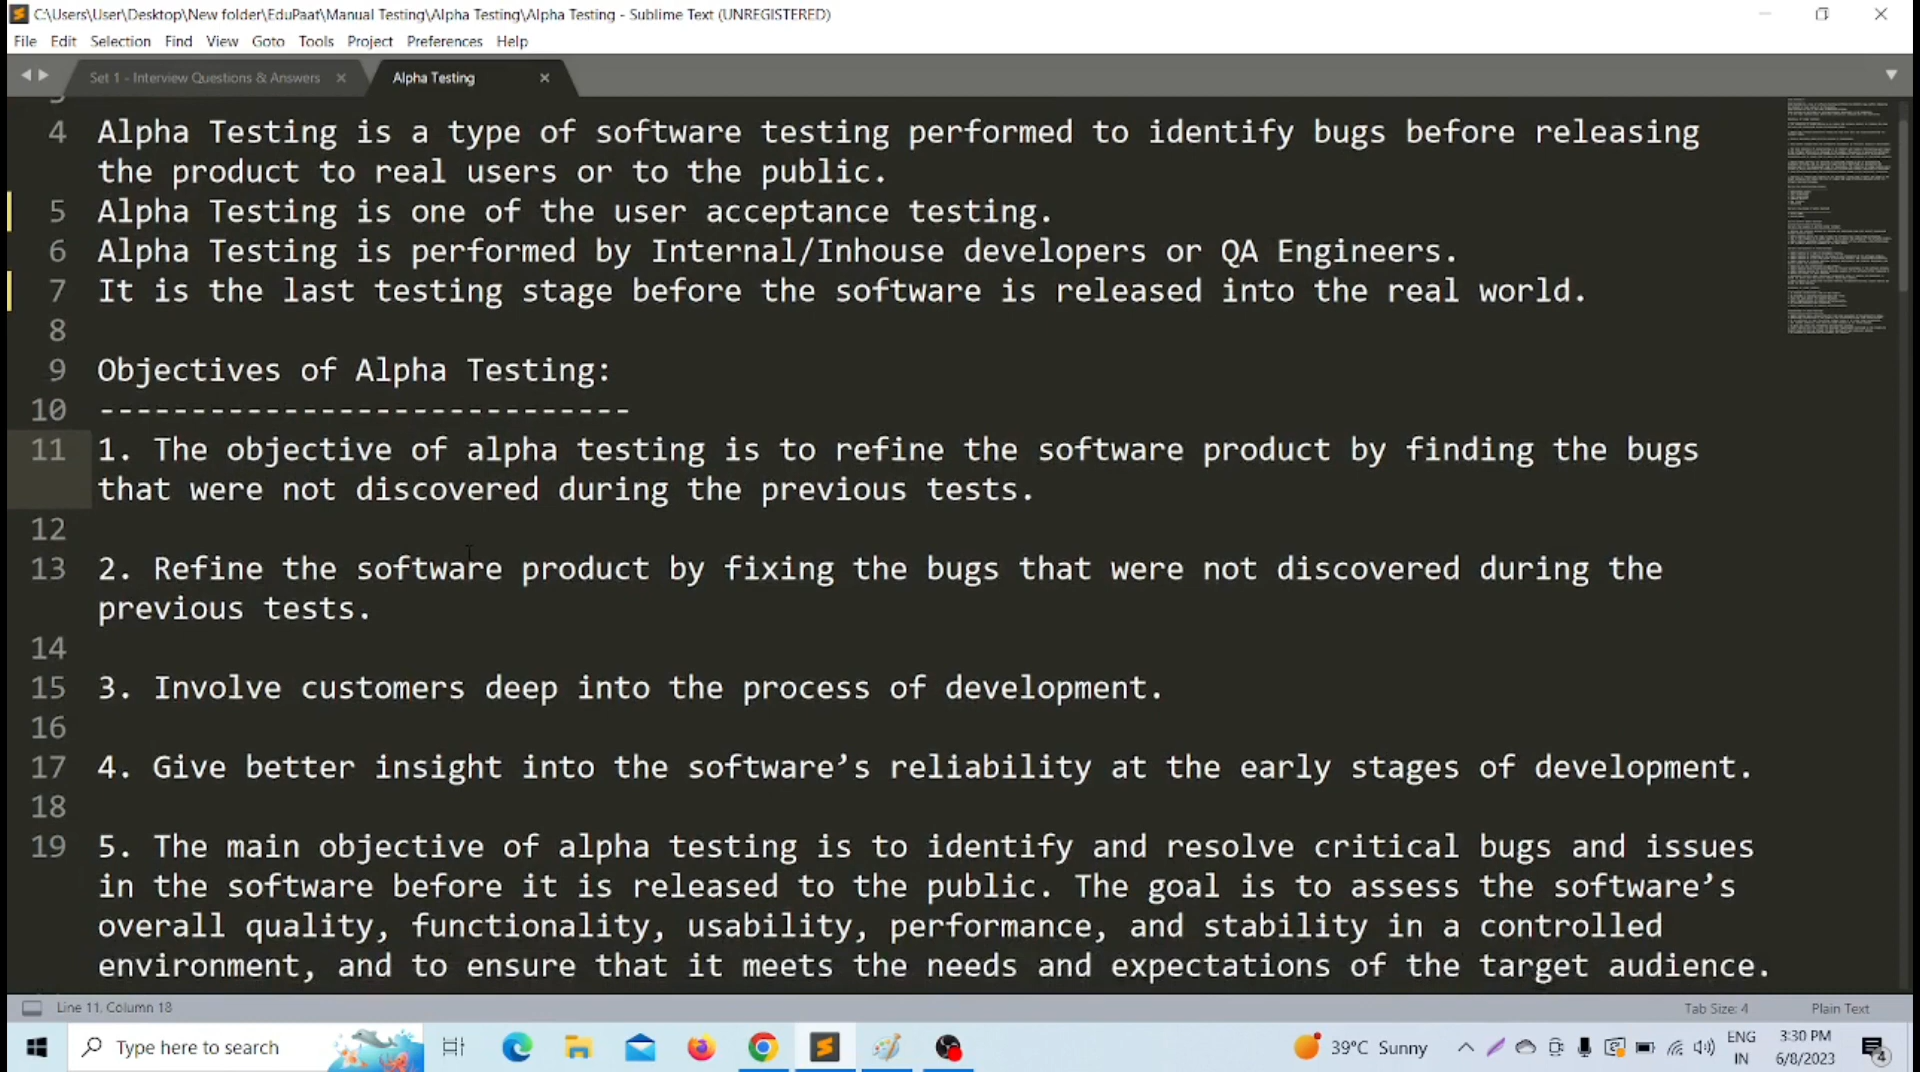 C:\Users\User\Desktop\New folder\EduPaat\Manual Testing\Alpha Testing\Alpha Testing - Sublime Text (UNREGISTERED)
File Edit Selection Find View Goto Tools Project Preferences Help
Set 1 - Interview Questions & Answers
Alpha Testing
4 Alpha Testing is a type of software testing performed to identify bugs before releasing
the product to real users or to the public.
5 Alpha Testing is one of the user acceptance testing.
6 Alpha Testing is performed by Internal/Inhouse developers or QA Engineers.
7 It is the last testing stage before the software is released into the real world.
8
9 Objectives of Alpha Testing:
10 -----------------------------
11 1. The objective of alpha testing is to refine the software product by finding the bugs
that were not discovered during the previous tests.
12
13 2. Refine the software product by fixing the bugs that were not discovered during the
previous tests.
14
15 3. Involve customers deep into the process of development.
16
17 4. Give better insight into the software’s reliability at the early stages of development.
18
19 5. The main objective of alpha testing is to identify and resolve critical bugs and issues
in the software before it is released to the public. The goal is to assess the software’s
overall quality, functionality, usability, performance, and stability in a controlled
environment, and to ensure that it meets the needs and expectations of the target audience.
Line 11, Column 18
Tab Size: 4
Plain Text
Type here to search
39°C Sunny
ENG
IN
3:30 PM
6/8/2023
4